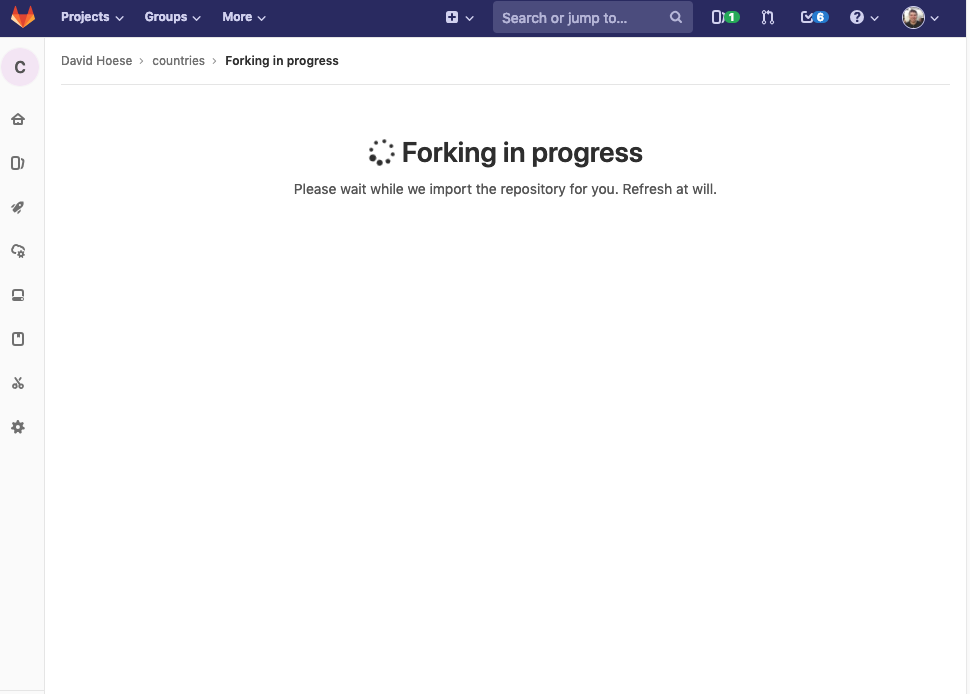 Projects Groups More Search or jump to... 1 6 ?
C David Hoese › countries › Forking in progress
Forking in progress
Please wait while we import the repository for you. Refresh at will.